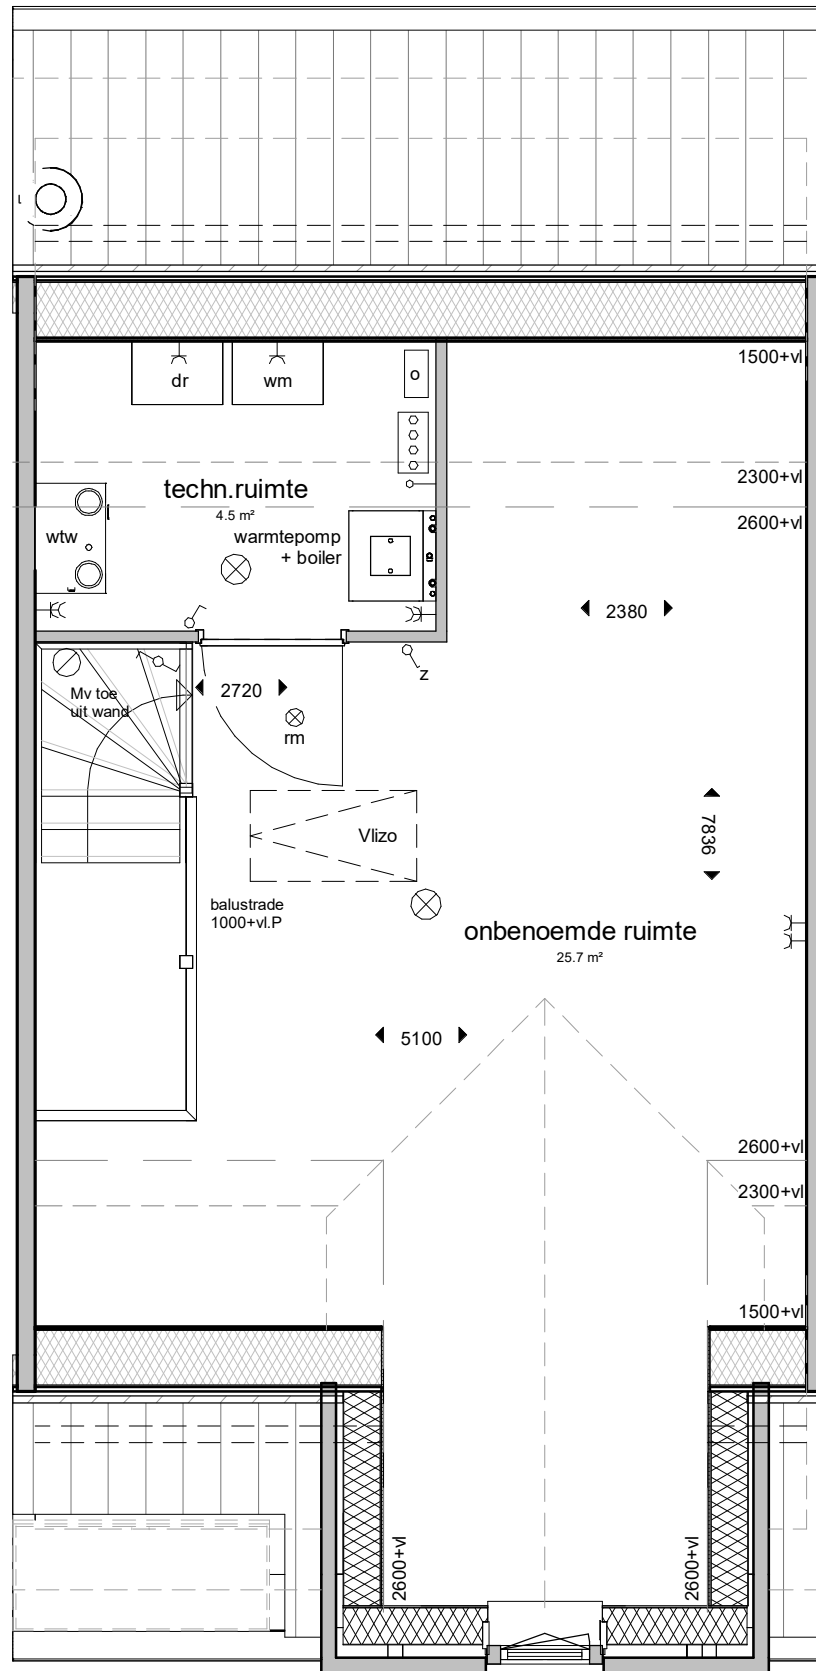 1500+vl
dr
wm
o
techn.ruimte
4.5 m²
2300+vl
2600+vl
wtw
warmtepomp
+ boiler
2380
z
Mv toe
uit wand
2720
rm
Vlizo
7836
balustrade
1000+vl.P
onbenoemde ruimte
25.7 m²
5100
2600+vl
2300+vl
1500+vl
2600+vl
2600+vl